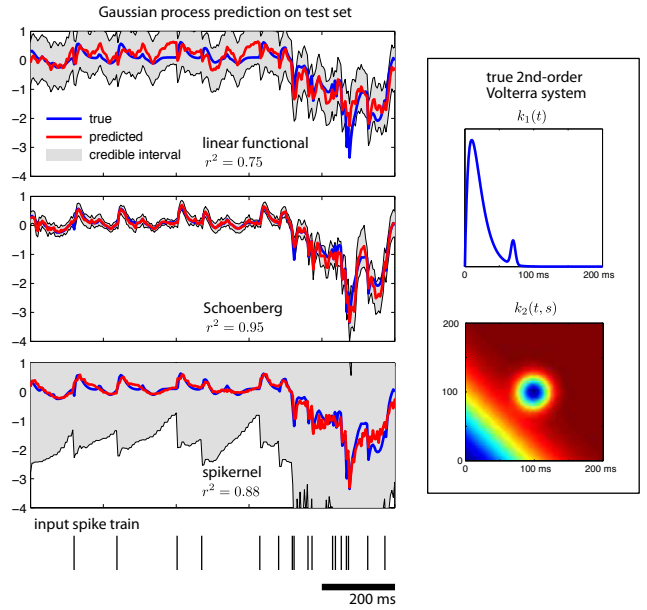 Gaussian process prediction on test set
1
0
−1
−2
−3
−4
true
predicted
credible interval
linear functional
r² = 0.75
1
0
−1
−2
−3
−4
Schoenberg
r² = 0.95
1
0
−1
−2
−3
−4
spikernel
r² = 0.88
input spike train
200 ms
true 2nd-order
Volterra system
k₁(t)
0 100 ms 200 ms
k₂(t, s)
200
100
0
0 100 ms 200 ms